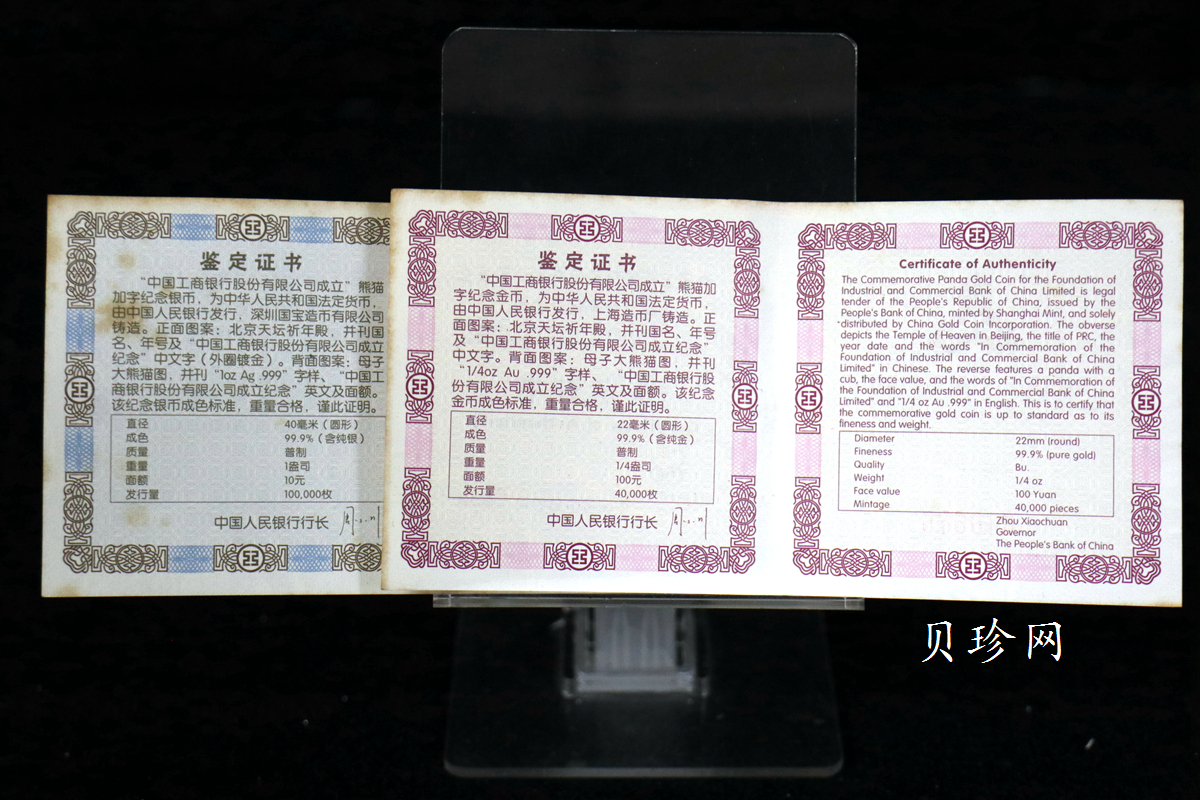 鉴定证书
“中国工商银行股份有限公司成立”熊猫
加字纪念银币，为中华人民共和国法定货币，
由中国人民银行发行，深圳国宝造币有限公司
铸造。正面图案：北京天坛祈年殿，并刊国
名、年号及“中国工商银行股份有限公司成立
纪念”中文字（外圈镀金）。背面图案：母子
大熊猫图，并刊“1oz Ag .999”字样、“中国工
商银行股份有限公司成立纪念”英文及面额。
该纪念银币成色标准，重量合格，谨此证明。
直径 40毫米（圆形）
成色 99.9%（含纯银）
质量 普制
重量 1盎司
面额 10元
发行量 100,000枚
中国人民银行行长
鉴定证书
“中国工商银行股份有限公司成立”熊猫加
字纪念金币，为中华人民共和国法定货币，
由中国人民银行发行，上海造币厂铸造。正
面图案：北京天坛祈年殿，并刊国名、年号
及“中国工商银行股份有限公司成立纪念”
中文字。背面图案：母子大熊猫图，并刊
“1/4oz Au .999”字样、“中国工商银行股
份有限公司成立纪念”英文及面额。该纪念
金币成色标准，重量合格，谨此证明。
直径 22毫米（圆形）
成色 99.9%（含纯金）
质量 普制
重量 1/4盎司
面额 100元
发行量 40,000枚
中国人民银行行长
Certificate of Authenticity
The Commemorative Panda Gold Coin for the Foundation of
Industrial and Commercial Bank of China Limited is legal
tender of the People's Republic of China, issued by the
People's Bank of China, minted by Shanghai Mint, and solely
distributed by China Gold Coin Incorporation. The obverse
depicts the Temple of Heaven in Beijing, the title of PRC, the
year date and the words "In Commemoration of the
Foundation of Industrial and Commercial Bank of China
Limited" in Chinese. The reverse features a panda with a
cub, the face value, and the words of "In Commemoration of
the Foundation of Industrial and Commercial Bank of China
Limited" and "1/4 oz Au .999" in English. This is to certify that
the commemorative gold coin is up to standard as to its
fineness and weight.
Diameter 22mm (round)
Fineness 99.9% (pure gold)
Quality Bu.
Weight 1/4 oz
Face value 100 Yuan
Mintage 40,000 pieces
Zhou Xiaochuan
Governor
The People's Bank of China
贝珍网